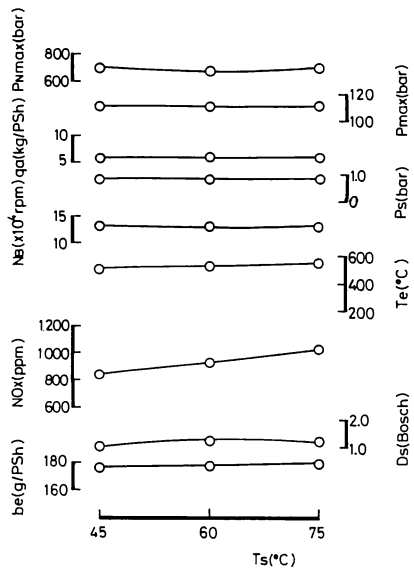 PNmax(bar)
800
600
120
100
Pmax(bar)
qa(kg/PSh)
10
5
1.0
0
Ps(bar)
NB(x10⁴rpm)
15
10
600
400
200
Te(°C)
1200
1000
800
600
NOx(ppm)
2.0
1.0
Ds(Bosch)
be(g/PSh)
180
160
45 60 75
Ts(°C)